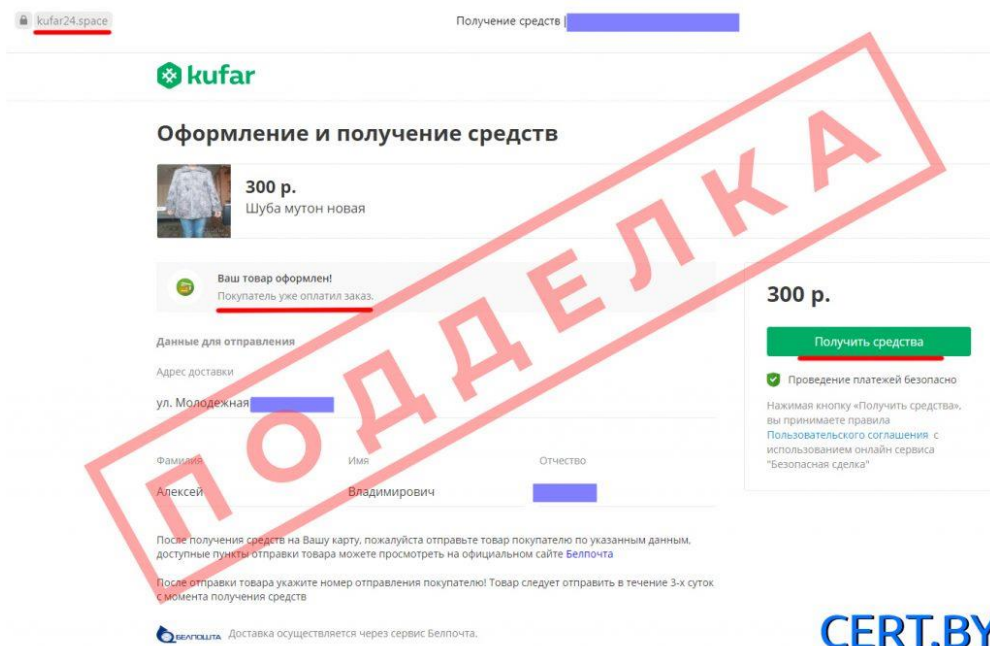 kufar24.space
Получение средств |
kufar
Оформление и получение средств
300 р.
Шуба мутон новая
Ваш товар оформлен!
Покупатель уже оплатил заказ.
300 р.
Получить средства
Проведение платежей безопасно
Нажимая кнопку «Получить средства»,
вы принимаете правила
Пользовательского соглашения с
использованием онлайн сервиса
"Безопасная сделка"
Данные для отправления
Адрес доставки
ул. Молодежная
Фамилия Имя Отчество
Алексей Владимирович
После получения средств на Вашу карту, пожалуйста отправьте товар покупателю по указанным данным,
доступные пункты отправки товара можете просмотреть на официальном сайте Белпочта
После отправки товара укажите номер отправления покупателю! Товар следует отправить в течение 3-х суток
с момента получения средств
БЕЛПОШТА Доставка осуществляется через сервис Белпочта.
ПОДДЕЛКА
CERT.BY